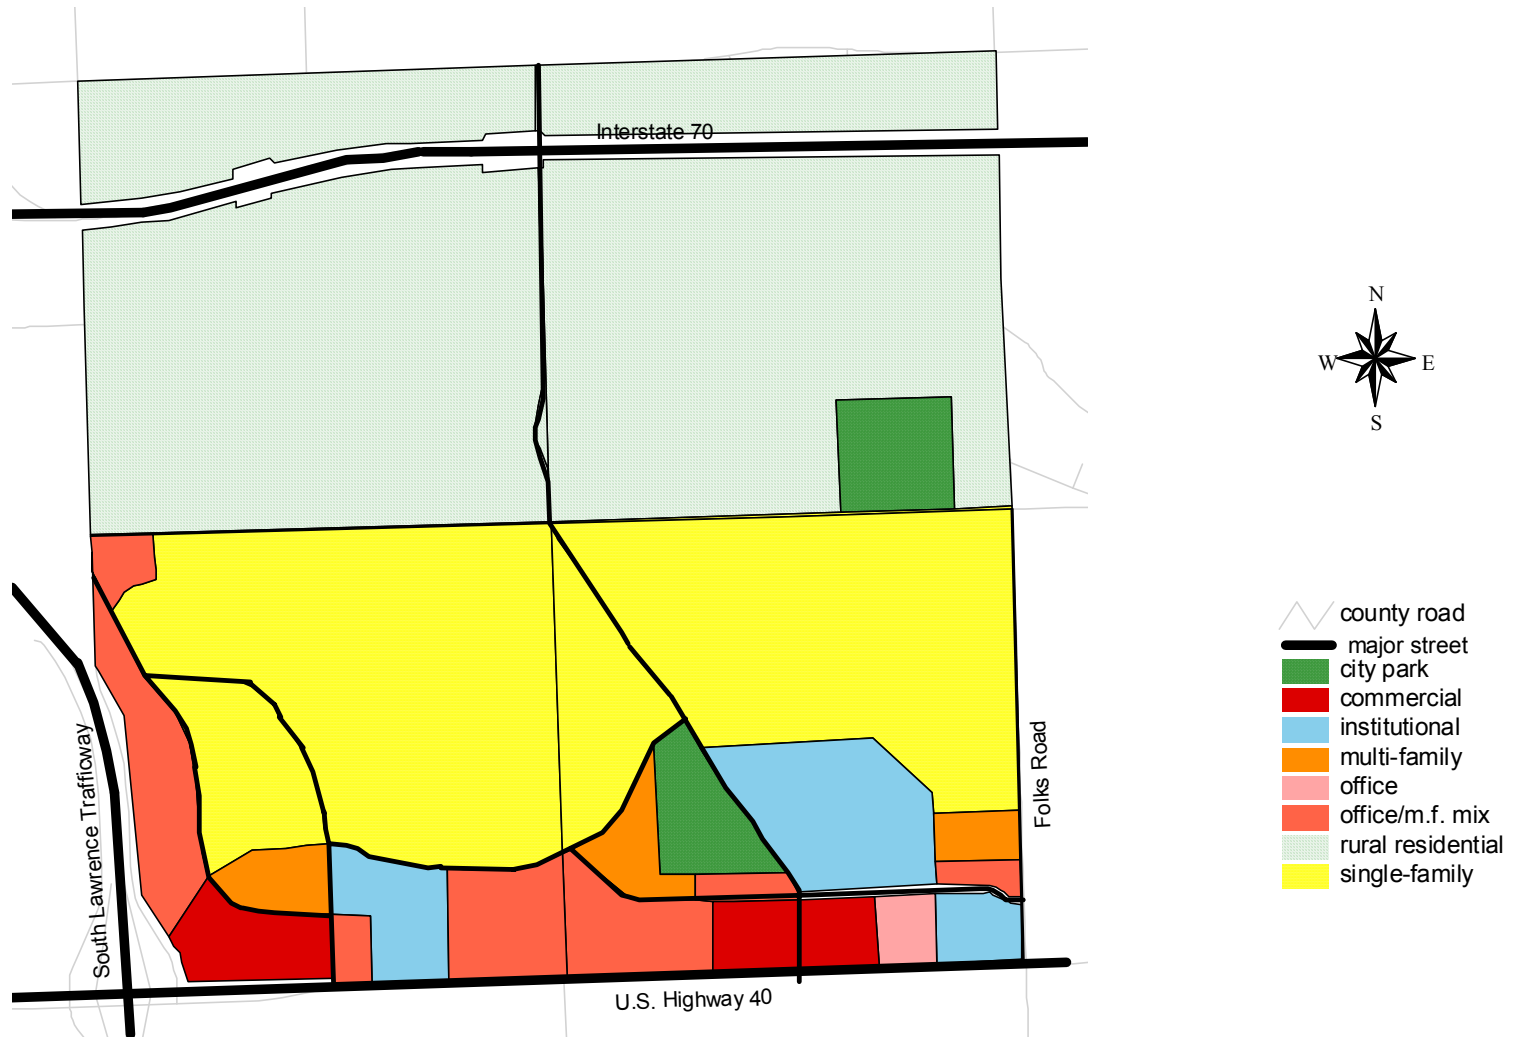 Interstate 70
N
W
E
S
county road
major street
city park
commercial
institutional
multi-family
office
office/m.f. mix
rural residential
single-family
Folks Road
South Lawrence Trafficway
U.S. Highway 40